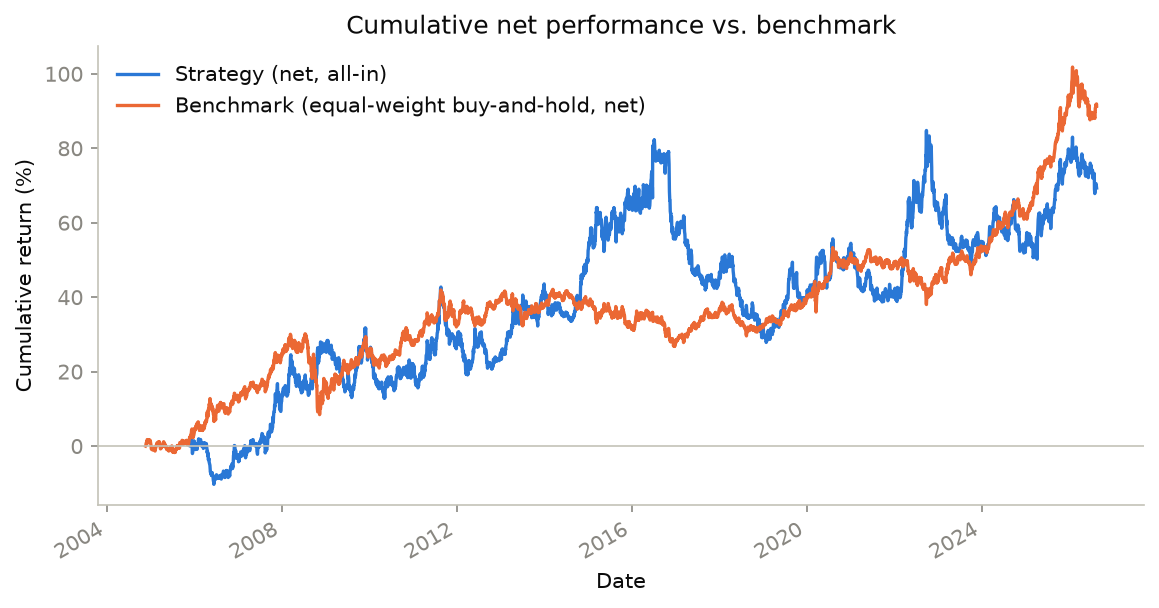 Cumulative net performance vs. benchmark
Strategy (net, all-in)
Benchmark (equal-weight buy-and-hold, net)
Cumulative return (%)
100
80
60
40
20
0
2004
2008
2012
2016
2020
2024
Date